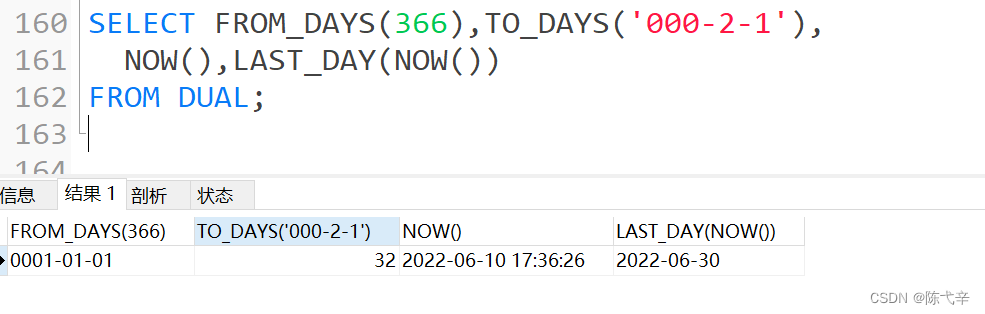 160 SELECT FROM_DAYS(366),TO_DAYS('000-2-1'),
161 NOW(),LAST_DAY(NOW())
162 FROM DUAL;
163
164
信息 结果 1 剖析 状态
FROM_DAYS(366) TO_DAYS('000-2-1') NOW() LAST_DAY(NOW())
0001-01-01 32 2022-06-10 17:36:26 2022-06-30
CSDN @陈弋辛